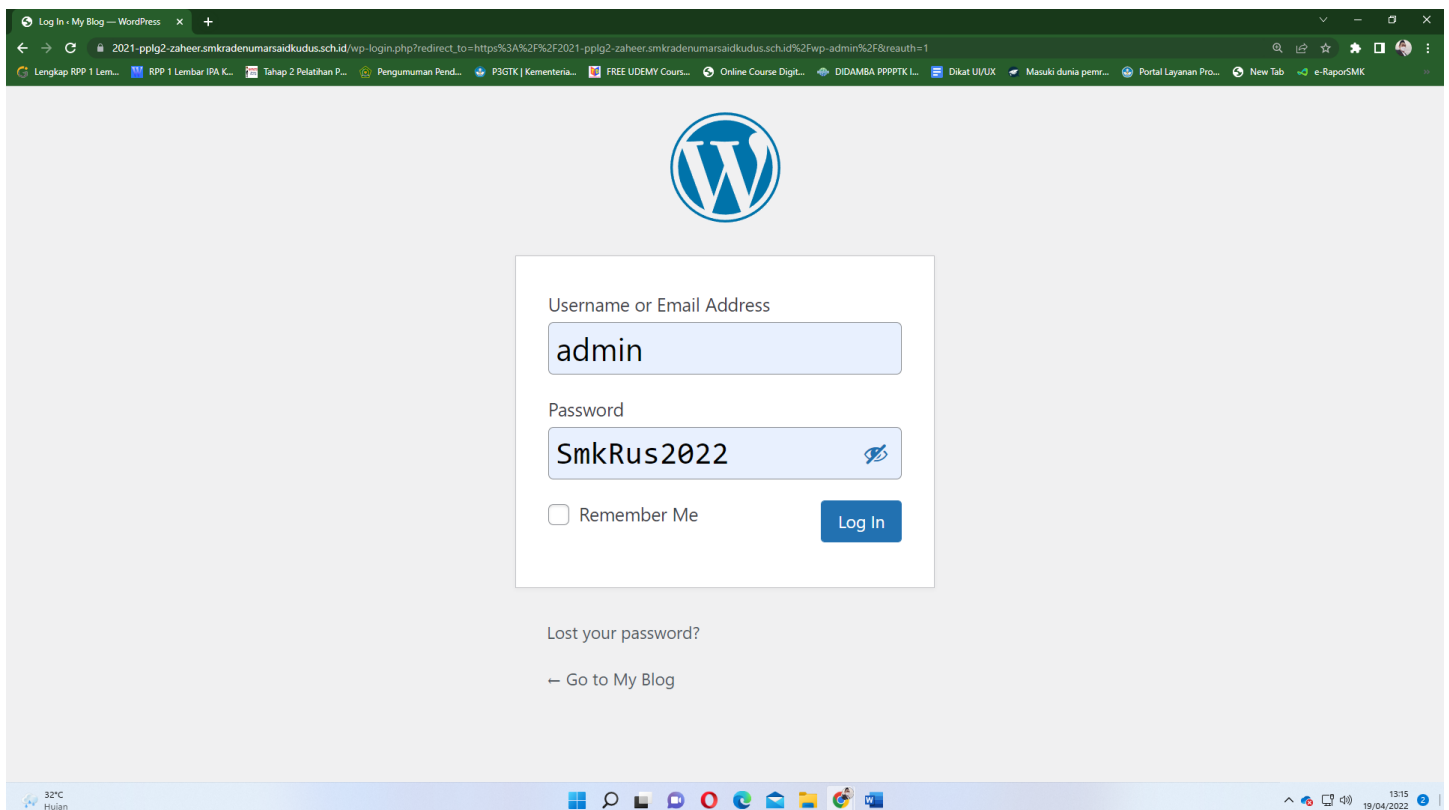 Log In ‹ My Blog — WordPress
2021-pplg2-zaheer.smkradenumarsaidkudus.sch.id/wp-login.php?redirect_to=https%3A%2F%2F2021-pplg2-zaheer.smkradenumarsaidkudus.sch.id%2Fwp-admin%2F&reauth=1
Lengkap RPP 1 Lem... RPP 1 Lembar IPA K... Tahap 2 Pelatihan P... Pengumuman Pend... P3GTK | Kementeria... FREE UDEMY Cours... Online Course Digit... DIDAMBA PPPPTK I... Dikat UI/UX Masuki dunia pemr... Portal Layanan Pro... New Tab e-RaporSMK
Username or Email Address
admin
Password
SmkRus2022
Remember Me
Log In
Lost your password?
← Go to My Blog
32°C
Hujan
13:15
19/04/2022
2